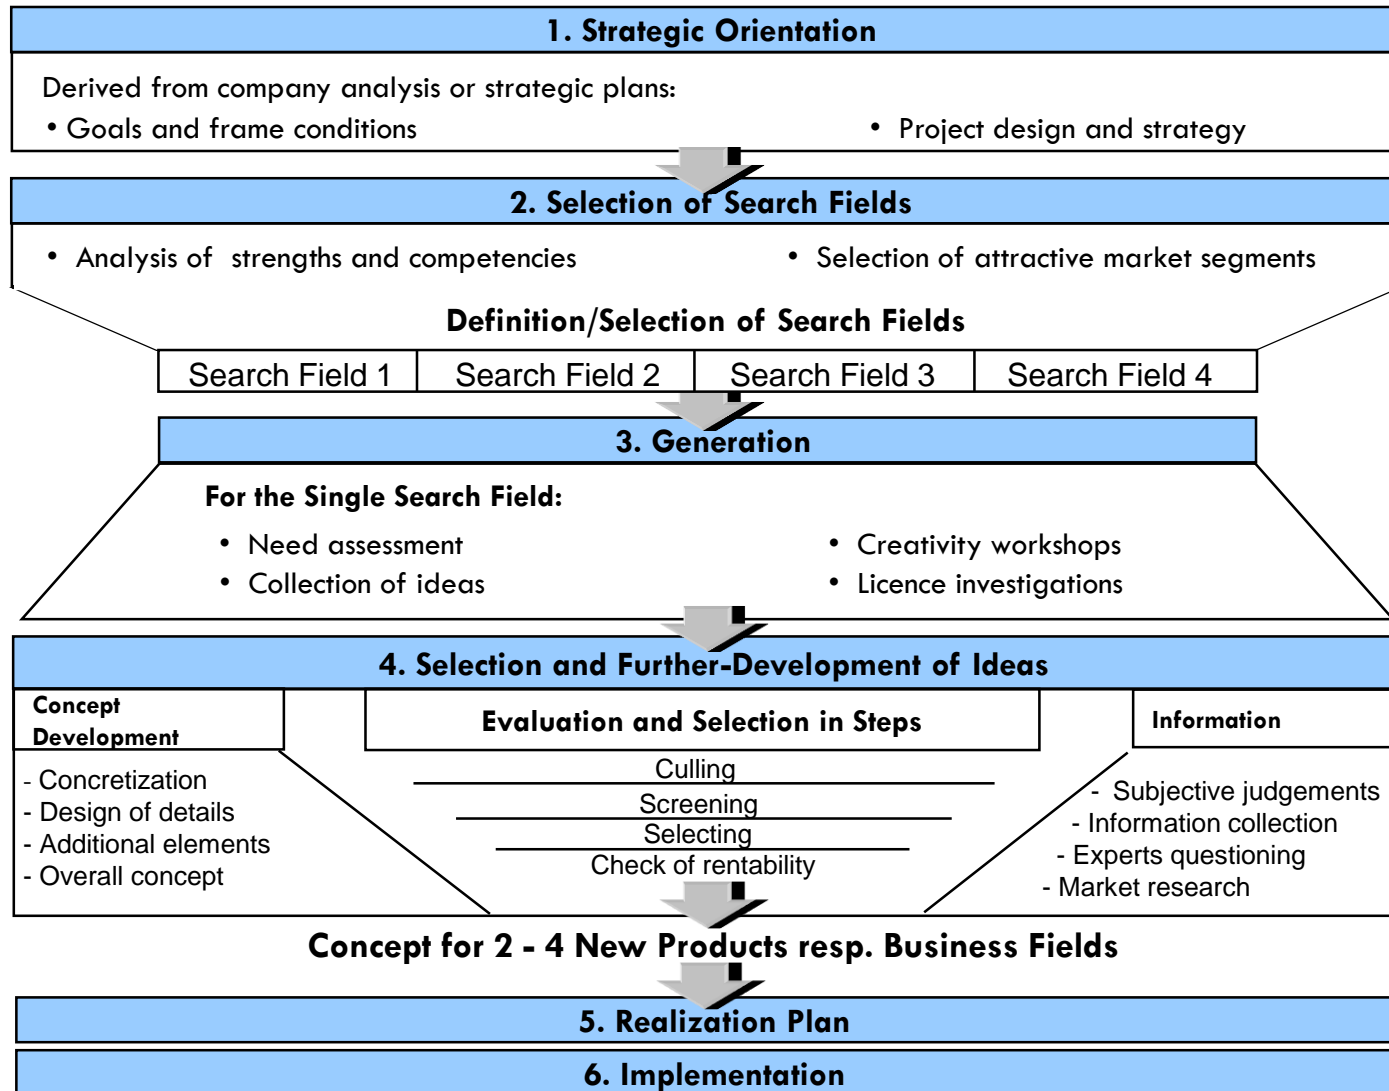 1. Strategic Orientation
Derived from company analysis or strategic plans:
• Goals and frame conditions
• Project design and strategy
2. Selection of Search Fields
• Analysis of strengths and competencies
• Selection of attractive market segments
Definition/Selection of Search Fields
Search Field 1
Search Field 2
Search Field 3
Search Field 4
3. Generation
For the Single Search Field:
• Need assessment
• Creativity workshops
• Collection of ideas
• Licence investigations
4. Selection and Further-Development of Ideas
Concept
Development
- Concretization
- Design of details
- Additional elements
- Overall concept
Evaluation and Selection in Steps
Culling
Screening
Selecting
Check of rentability
Information
- Subjective judgements
- Information collection
- Experts questioning
- Market research
Concept for 2 - 4 New Products resp. Business Fields
5. Realization Plan
6. Implementation